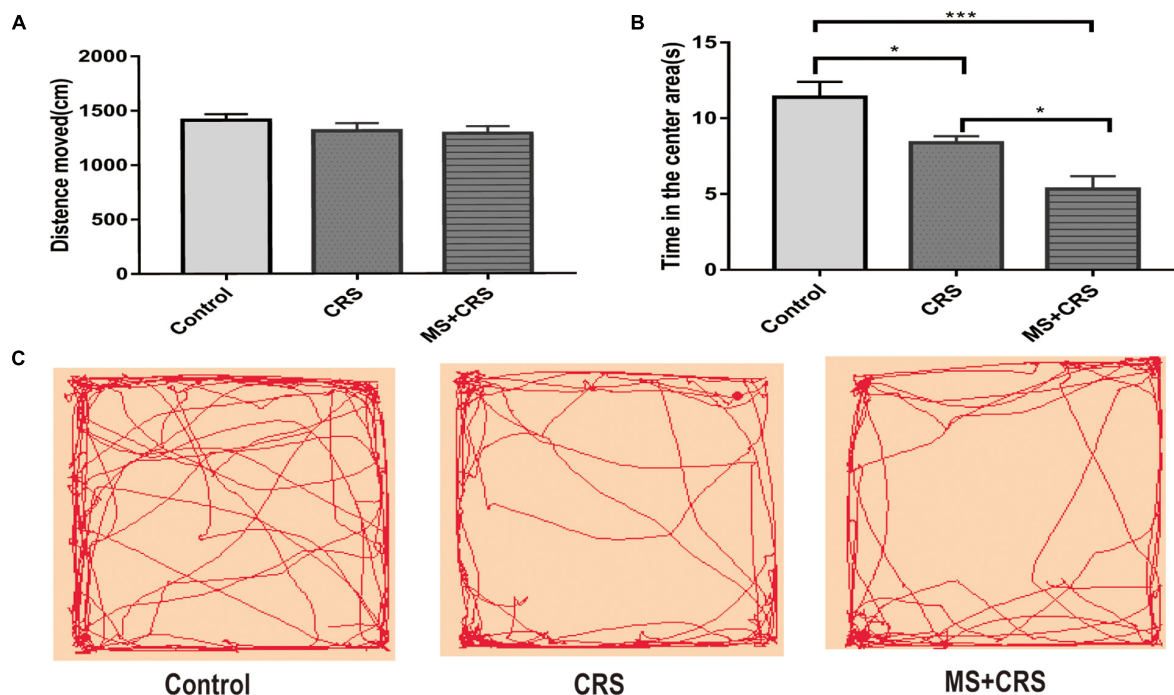 A
Distence moved(cm)
2000
1500
1000
500
0
Control
CRS
MS+CRS
B
Time in the center area(s)
15
10
5
0
***
*
*
Control
CRS
MS+CRS
C
Control
CRS
MS+CRS